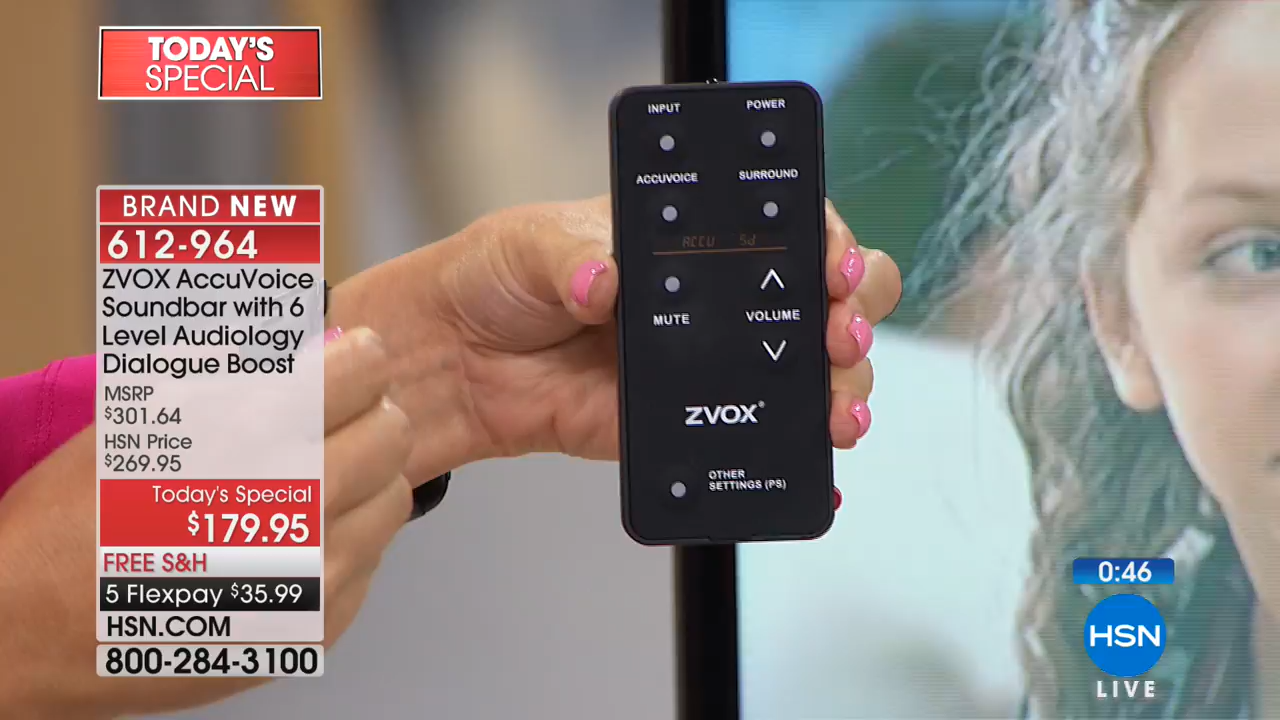 TODAY'S
SPECIAL
BRAND NEW
612-964
ZVOX AccuVoice
Soundbar with 6
Level Audiology
Dialogue Boost
MSRP
$301.64
HSN Price
$269.95
Today's Special
$179.95
FREE S&H
5 Flexpay $35.99
HSN.COM
800-284-3100
INPUT POWER
ACCUVOICE SURROUND
ACCU Sd
MUTE VOLUME
ZVOX®
OTHER
SETTINGS (PS)
0:46
HSN
LIVE